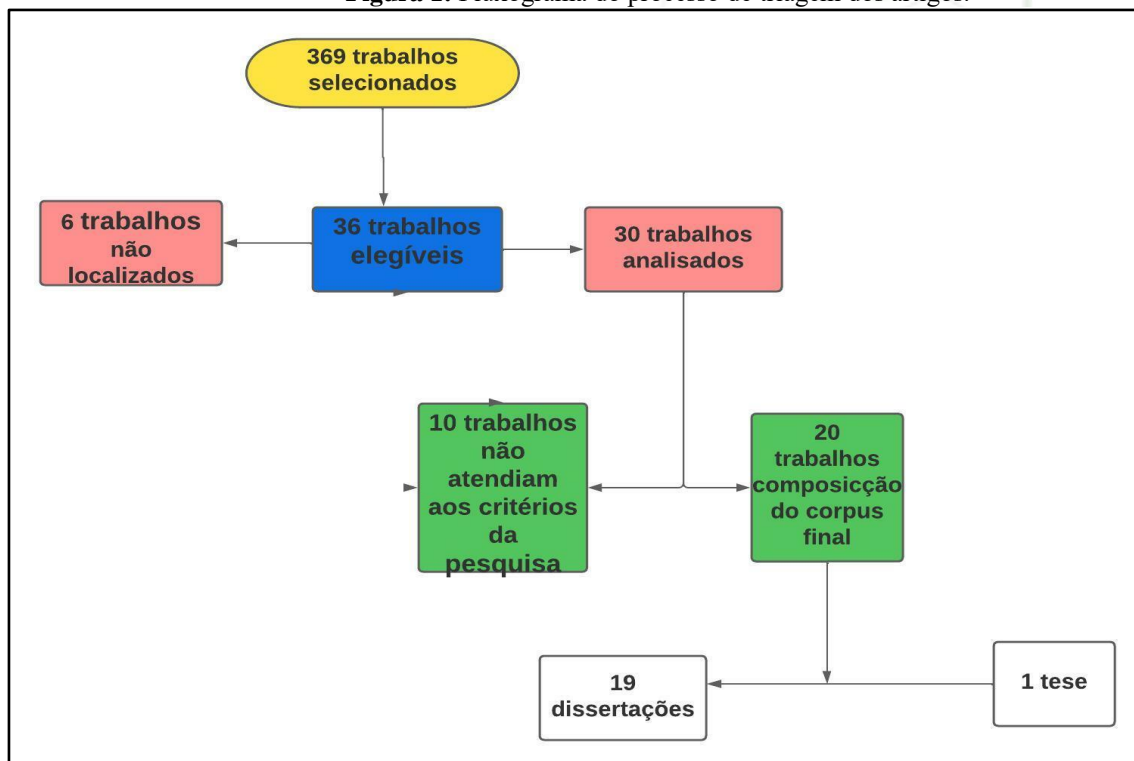 369 trabalhos
selecionados
6 trabalhos
não
localizados
36 trabalhos
elegíveis
30 trabalhos
analisados
10 trabalhos
não
atendiam
aos critérios
da
pesquisa
20
trabalhos
composicção
do corpus
final
19
dissertações
1 tese